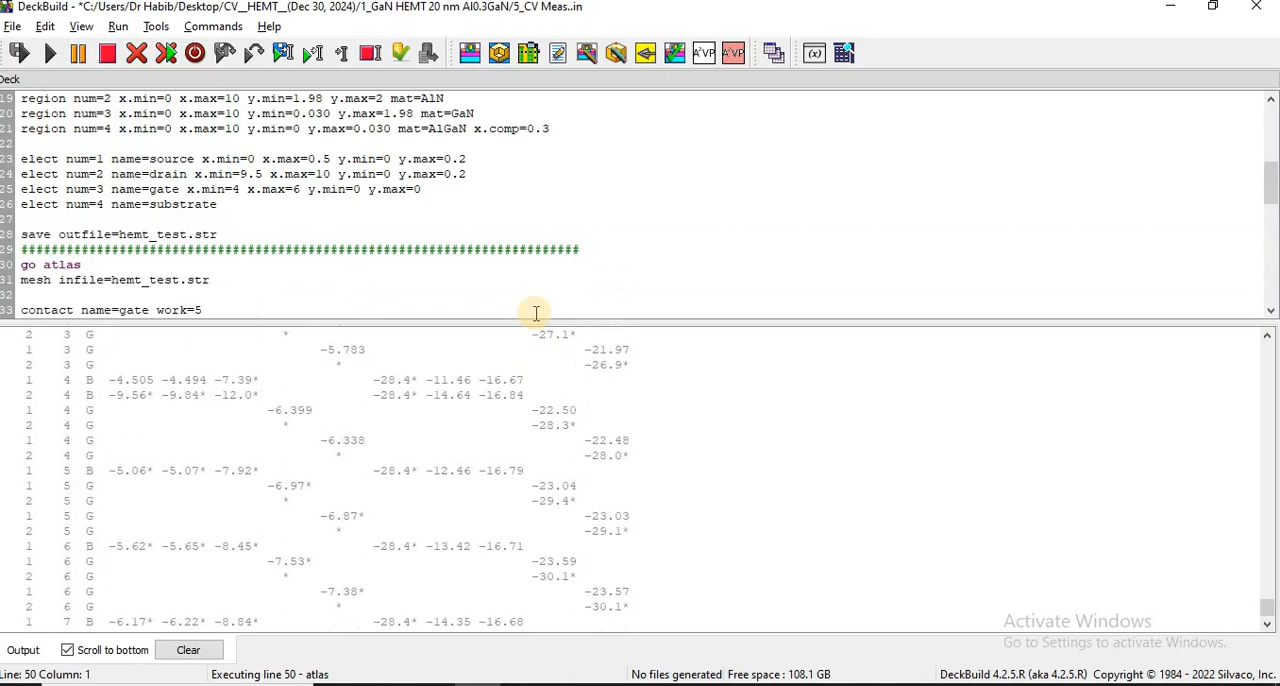 DeckBuild - *C:/Users/Dr Habib/Desktop/CV__HEMT__(Dec 30, 2024)/1_GaN HEMT 20 nm Al0.3GaN/5_CV Meas..in
File Edit View Run Tools Commands Help
A²VP A²VP (x)
Deck
19 region num=2 x.min=0 x.max=10 y.min=1.98 y.max=2 mat=AlN
20 region num=3 x.min=0 x.max=10 y.min=0.030 y.max=1.98 mat=GaN
21 region num=4 x.min=0 x.max=10 y.min=0 y.max=0.030 mat=AlGaN x.comp=0.3
22
23 elect num=1 name=source x.min=0 x.max=0.5 y.min=0 y.max=0.2
24 elect num=2 name=drain x.min=9.5 x.max=10 y.min=0 y.max=0.2
25 elect num=3 name=gate x.min=4 x.max=6 y.min=0 y.max=0
26 elect num=4 name=substrate
27
28 save outfile=hemt_test.str
29 ##########################################################################
30 go atlas
31 mesh infile=hemt_test.str
32
33 contact name=gate work=5
2 3 G * -27.1*
1 3 G -5.783 -21.97
2 3 G * -26.9*
1 4 B -4.505 -4.494 -7.39* -28.4* -11.46 -16.67
2 4 B -9.56* -9.84* -12.0* -28.4* -14.64 -16.84
1 4 G -6.399 -22.50
2 4 G * -28.3*
1 4 G -6.338 -22.48
2 4 G * -28.0*
1 5 B -5.06* -5.07* -7.92* -28.4* -12.46 -16.79
1 5 G -6.97* -23.04
2 5 G * -29.4*
1 5 G -6.87* -23.03
2 5 G * -29.1*
1 6 B -5.62* -5.65* -8.45* -28.4* -13.42 -16.71
1 6 G -7.53* -23.59
2 6 G * -30.1*
1 6 G -7.38* -23.57
2 6 G * -30.1*
1 7 B -6.17* -6.22* -8.84* -28.4* -14.35 -16.68
Activate Windows
Go to Settings to activate Windows.
Output Scroll to bottom Clear
Line: 50 Column: 1 Executing line 50 - atlas No files generated Free space : 108.1 GB DeckBuild 4.2.5.R (aka 4.2.5.R) Copyright © 1984 - 2022 Silvaco, Inc.